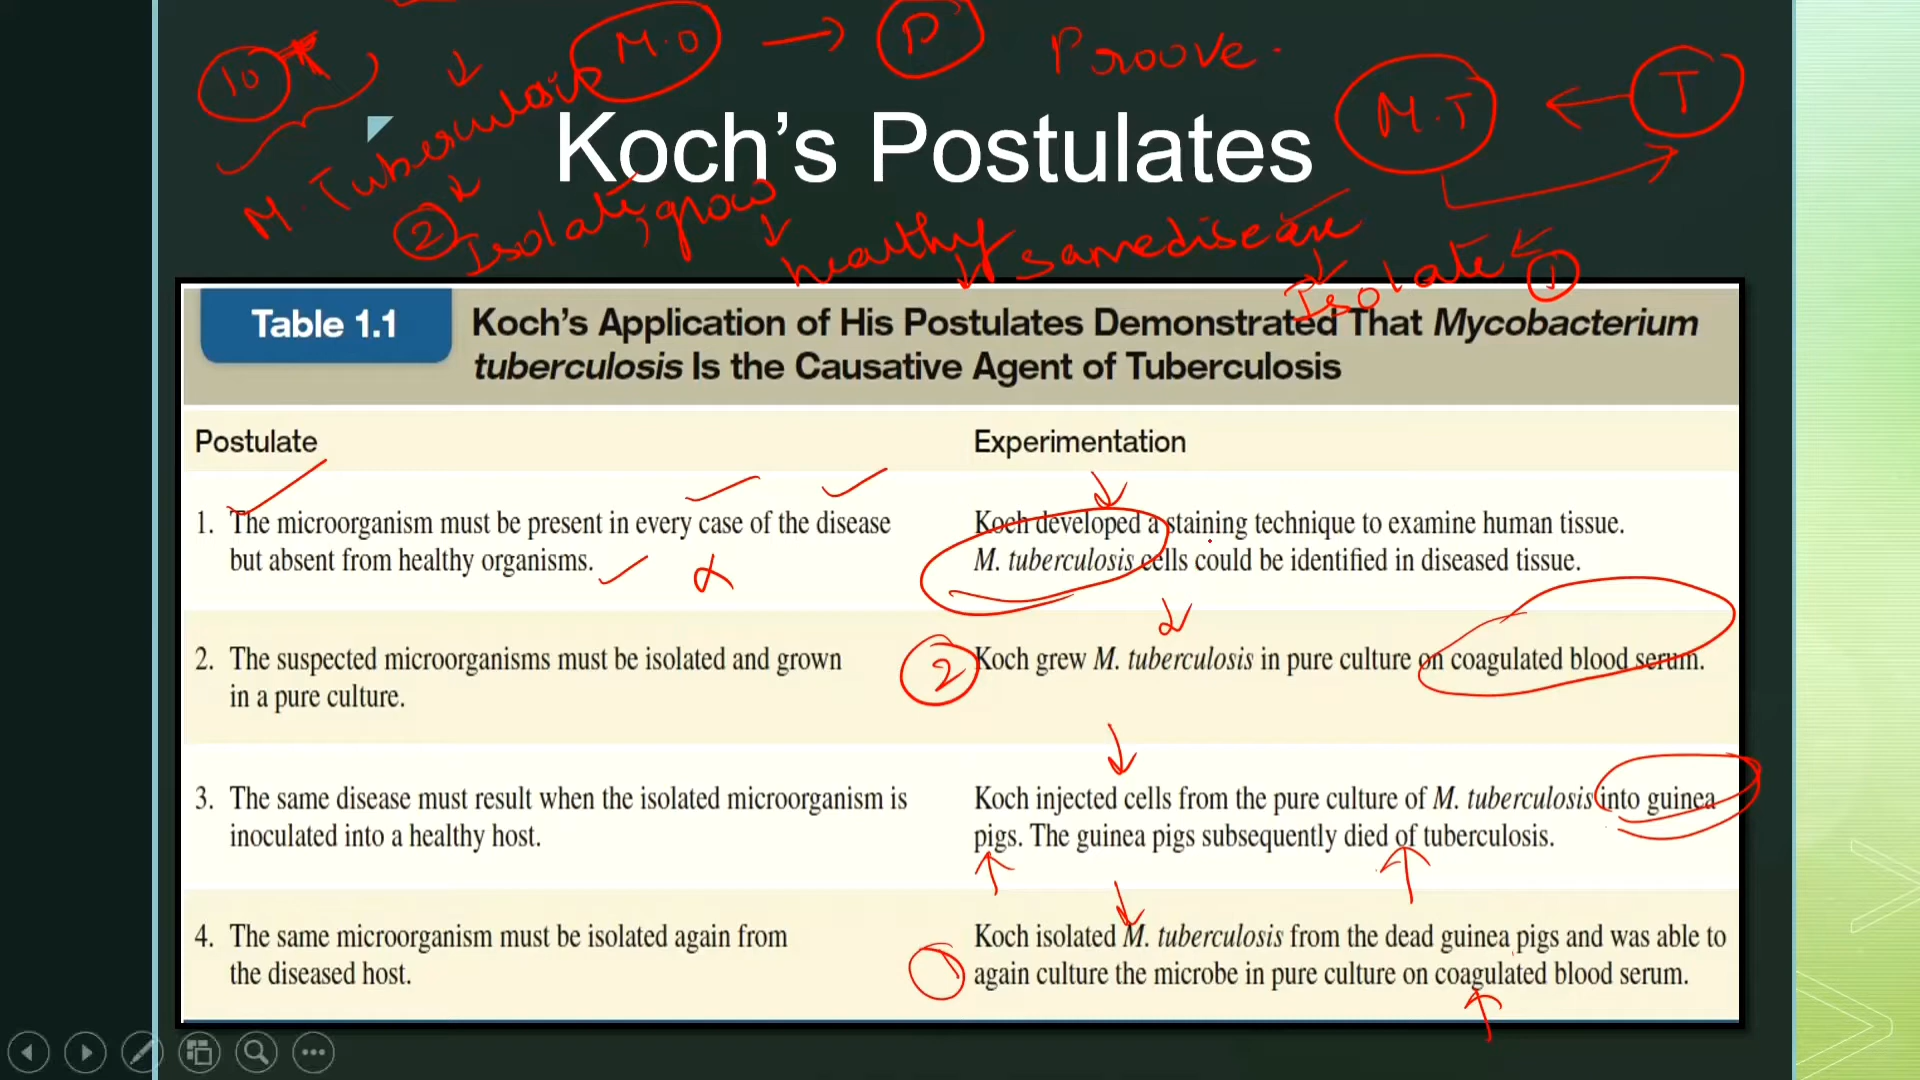 10
M.O → P Proove.
M.T ← T
M. Tuberculosis
Koch's Postulates
② Isolate, grow
healthy same disease
Isolate ①
Table 1.1
Koch's Application of His Postulates Demonstrated That Mycobacterium
tuberculosis Is the Causative Agent of Tuberculosis
Postulate
Experimentation
1. The microorganism must be present in every case of the disease
but absent from healthy organisms.
Koch developed a staining technique to examine human tissue.
M. tuberculosis cells could be identified in diseased tissue.
2. The suspected microorganisms must be isolated and grown
in a pure culture.
② Koch grew M. tuberculosis in pure culture on coagulated blood serum.
3. The same disease must result when the isolated microorganism is
inoculated into a healthy host.
Koch injected cells from the pure culture of M. tuberculosis into guinea
pigs. The guinea pigs subsequently died of tuberculosis.
4. The same microorganism must be isolated again from
the diseased host.
Koch isolated M. tuberculosis from the dead guinea pigs and was able to
again culture the microbe in pure culture on coagulated blood serum.